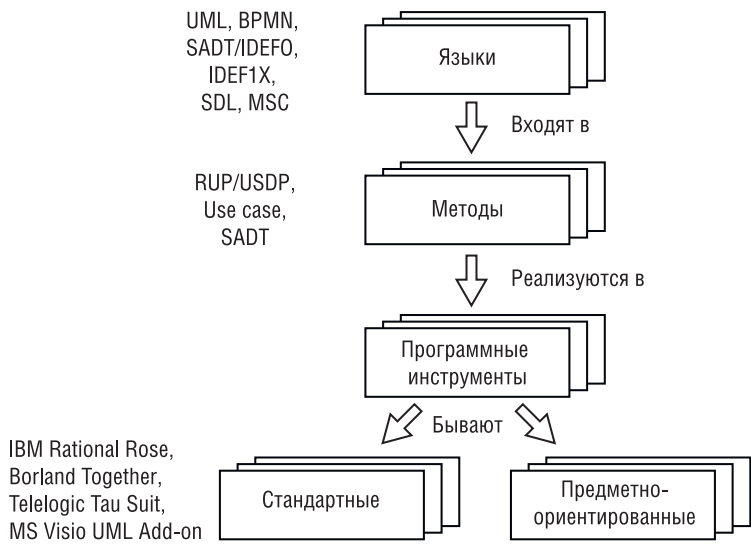 UML, BPMN,
SADT/IDEF0,
IDEF1X,
SDL, MSC
Языки
Входят в
RUP/USDP,
Use case,
SADT
Методы
Реализуются в
Программные
инструменты
Бывают
IBM Rational Rose,
Borland Together,
Telelogic Tau Suit,
MS Visio UML Add-on
Стандартные
Предметно-
ориентированные